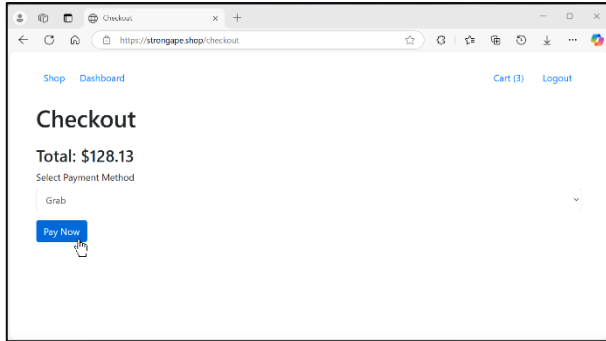 Checkout
https://strongape.shop/checkout
Shop Dashboard Cart (3) Logout
Checkout
Total: $128.13
Select Payment Method
Grab
Pay Now